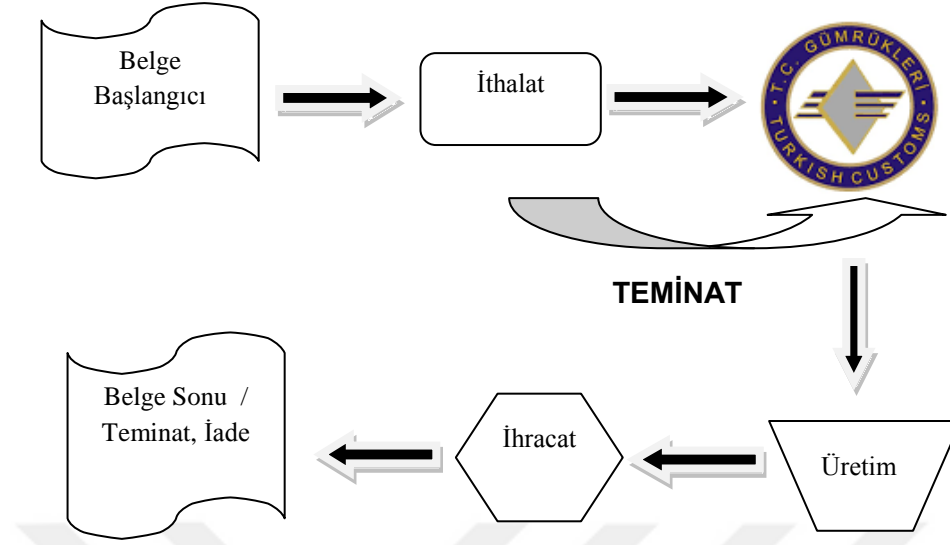 Belge
Başlangıcı
İthalat
T.C. GÜMRÜKLERİ
TURKISH CUSTOMS
TEMİNAT
Belge Sonu /
Teminat, İade
İhracat
Üretim